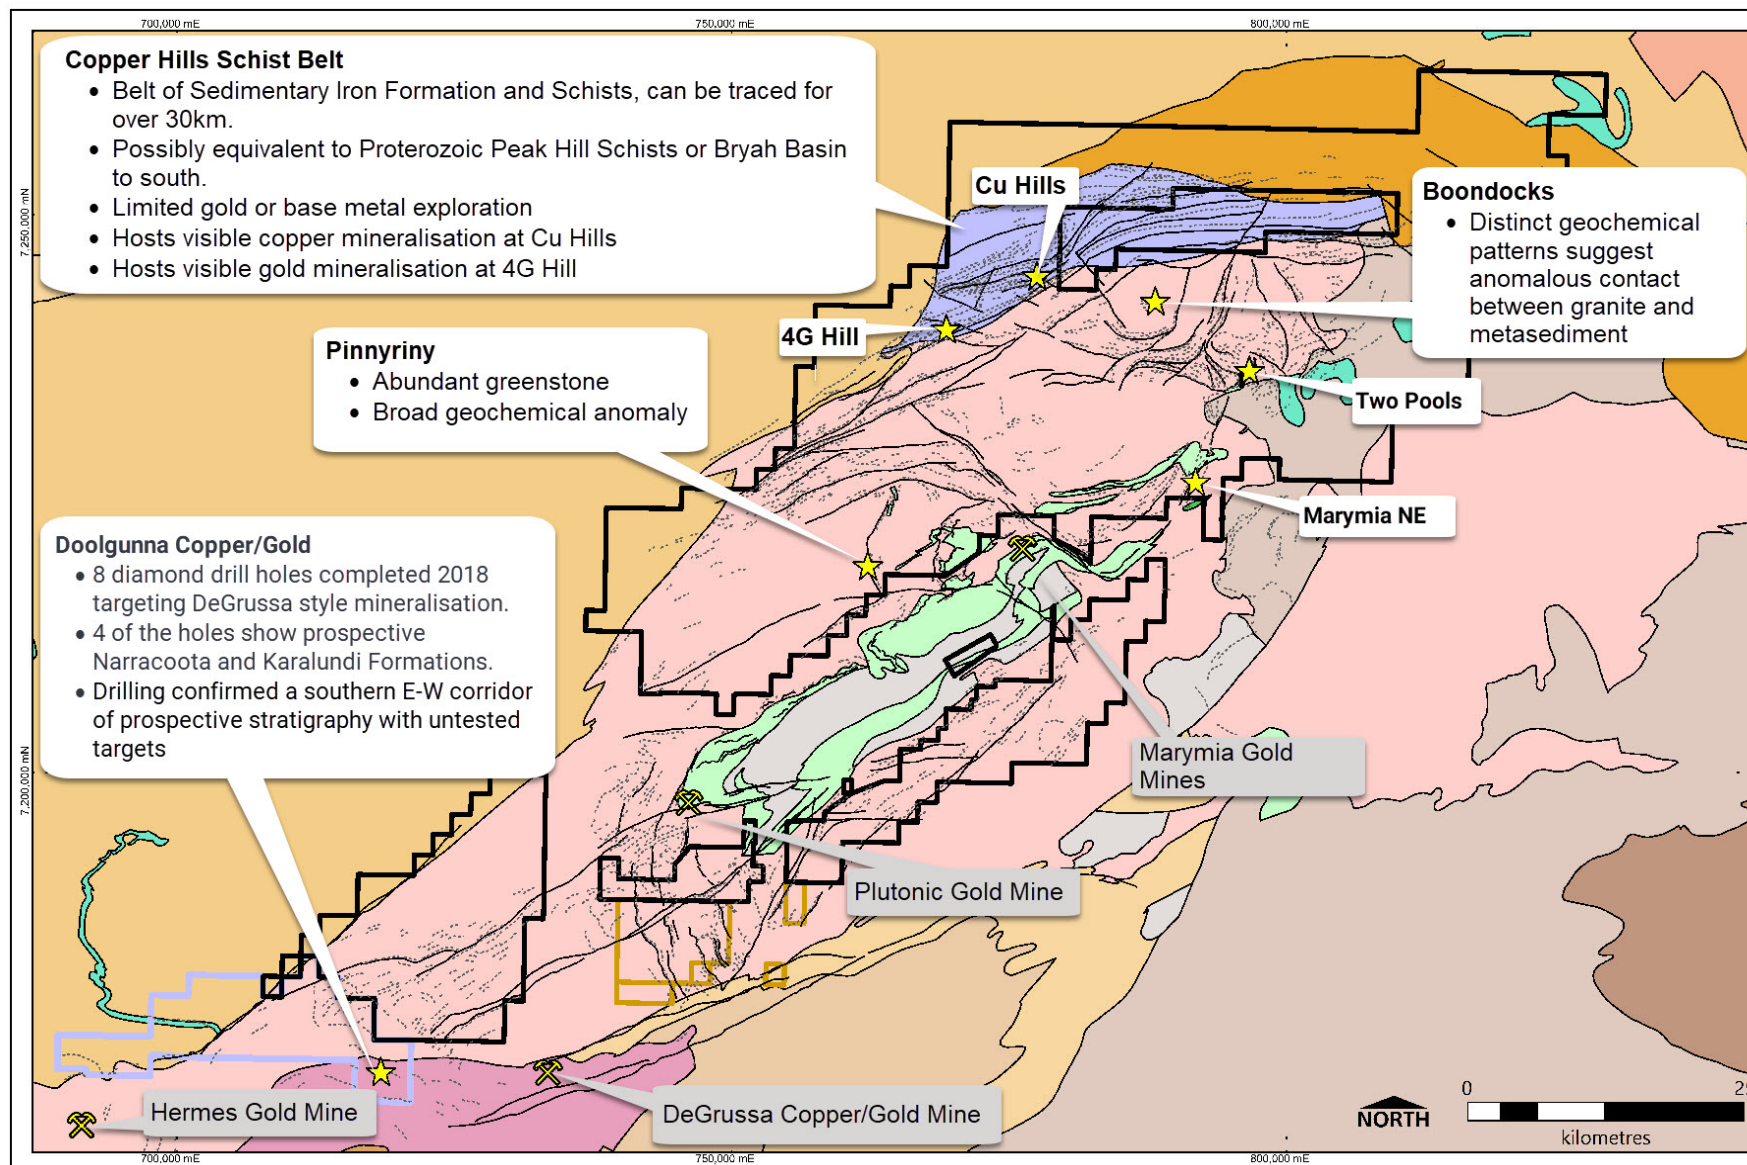 700,000 mE
750,000 mE
800,000 mE
Copper Hills Schist Belt
• Belt of Sedimentary Iron Formation and Schists, can be traced for
over 30km.
• Possibly equivalent to Proterozoic Peak Hill Schists or Bryah Basin
to south.
• Limited gold or base metal exploration
• Hosts visible copper mineralisation at Cu Hills
• Hosts visible gold mineralisation at 4G Hill
Cu Hills
Boondocks
• Distinct geochemical
patterns suggest
anomalous contact
between granite and
metasediment
7,250,000 mN
4G Hill
Pinnyriny
• Abundant greenstone
• Broad geochemical anomaly
Two Pools
Marymia NE
Doolgunna Copper/Gold
• 8 diamond drill holes completed 2018
targeting DeGrussa style mineralisation.
• 4 of the holes show prospective
Narracoota and Karalundi Formations.
• Drilling confirmed a southern E-W corridor
of prospective stratigraphy with untested
targets
Marymia Gold
Mines
7,200,000 mN
Plutonic Gold Mine
Hermes Gold Mine
DeGrussa Copper/Gold Mine
NORTH
0
kilometres
700,000 mE
750,000 mE
800,000 mE